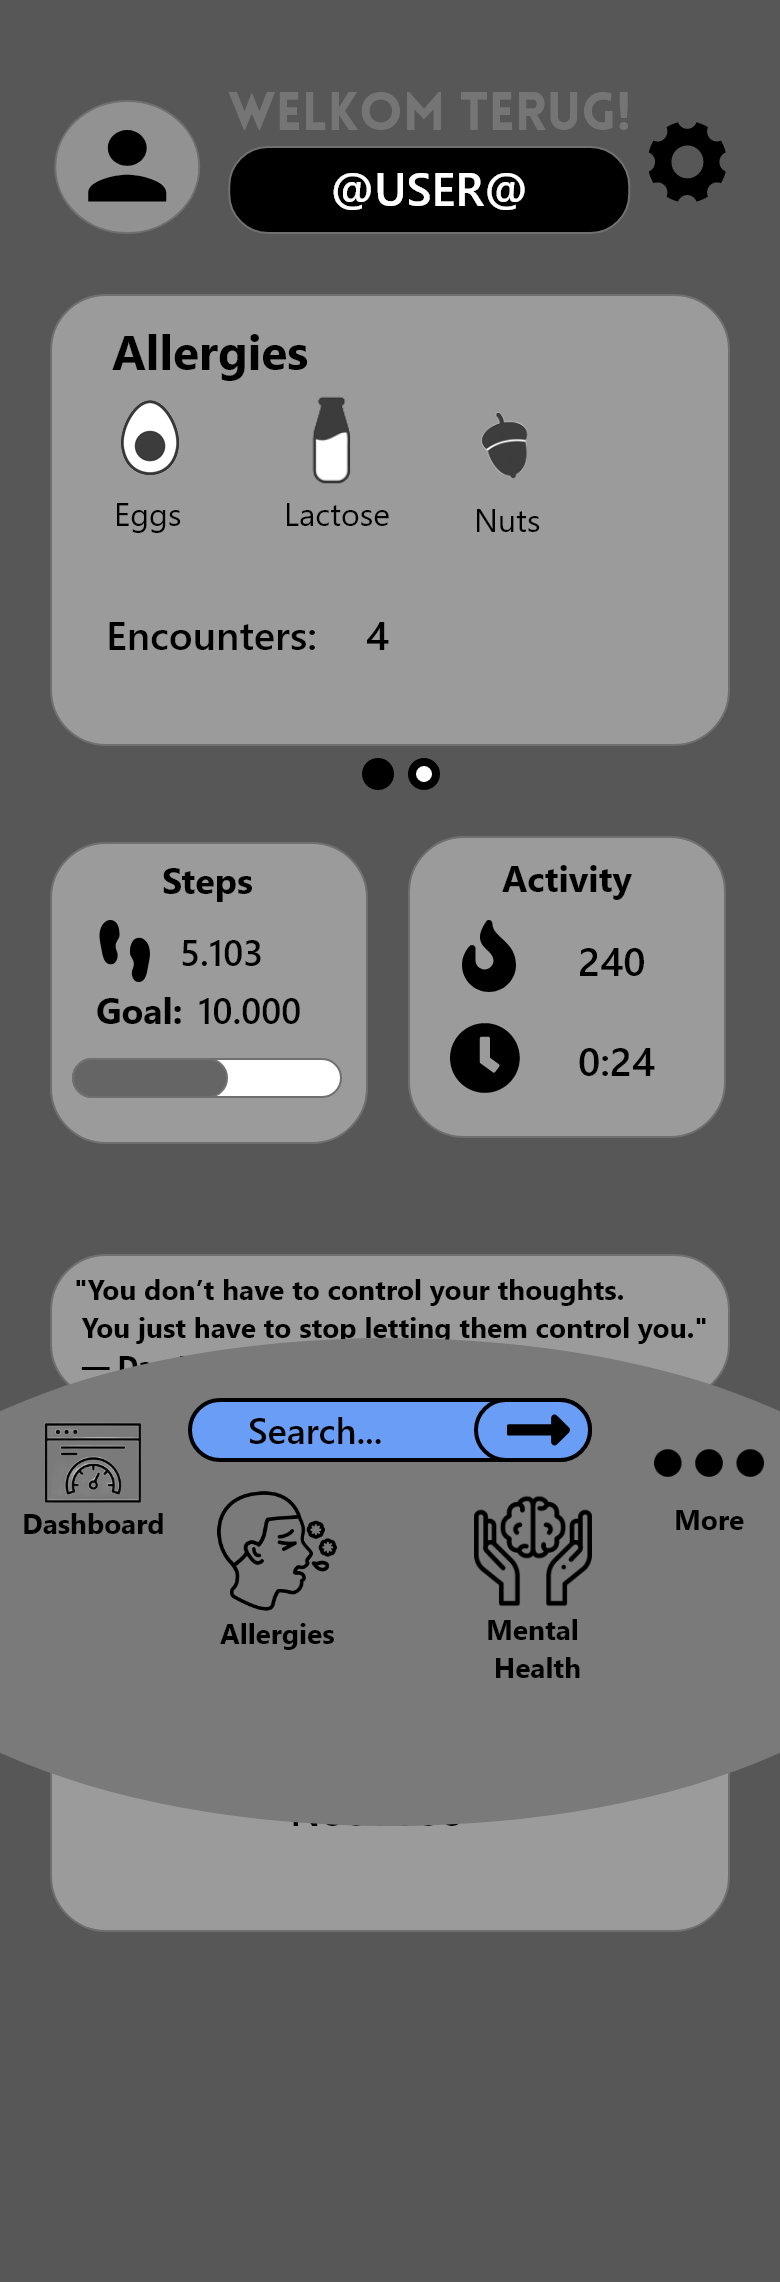 WELKOM TERUG!
@USER@
Allergies
Eggs
Lactose
Nuts
Encounters: 4
Steps
5.103
Goal: 10.000
Activity
240
0:24
"You don’t have to control your thoughts.
You just have to stop letting them control you."
—
Search...
Dashboard
More
Allergies
Mental
Health